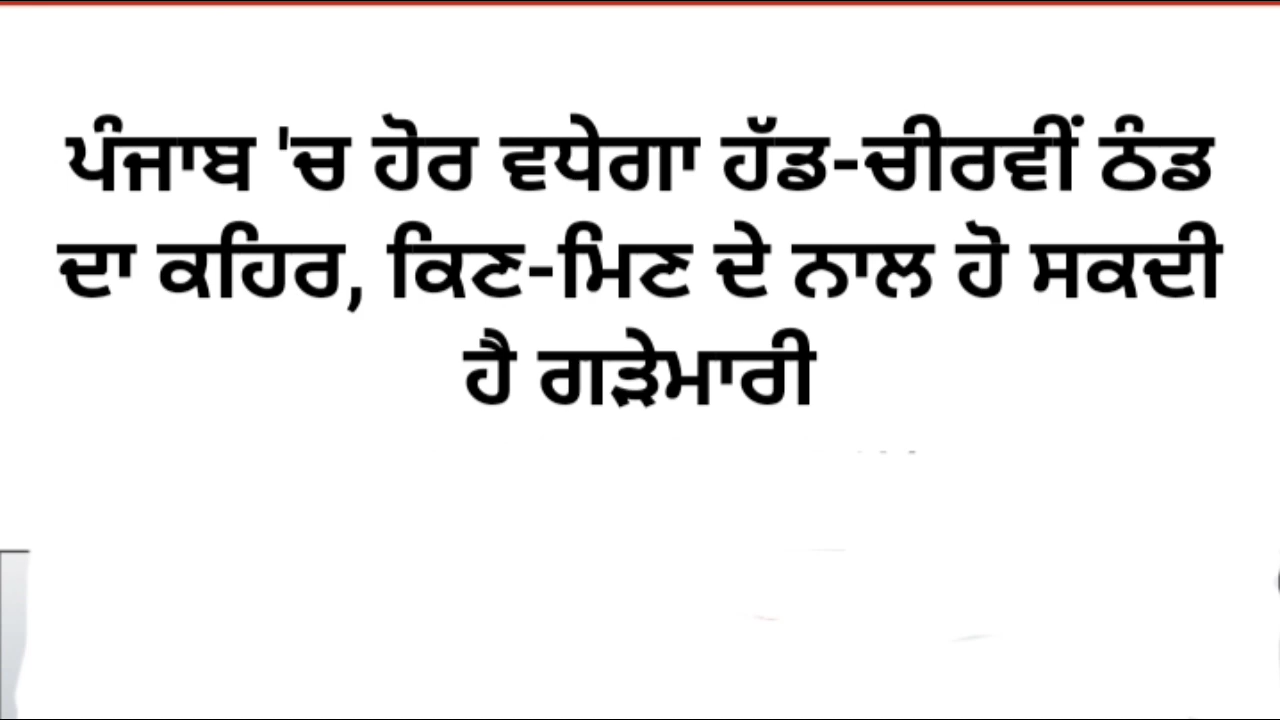 ਪੰਜਾਬ 'ਚ ਹੋਰ ਵਧੇਗਾ ਹੱਡ-ਚੀਰਵੀਂ ਠੰਡ
ਦਾ ਕਹਿਰ, ਕਿਣ-ਮਿਣ ਦੇ ਨਾਲ ਹੋ ਸਕਦੀ
ਹੈ ਗੜੇਮਾਰੀ